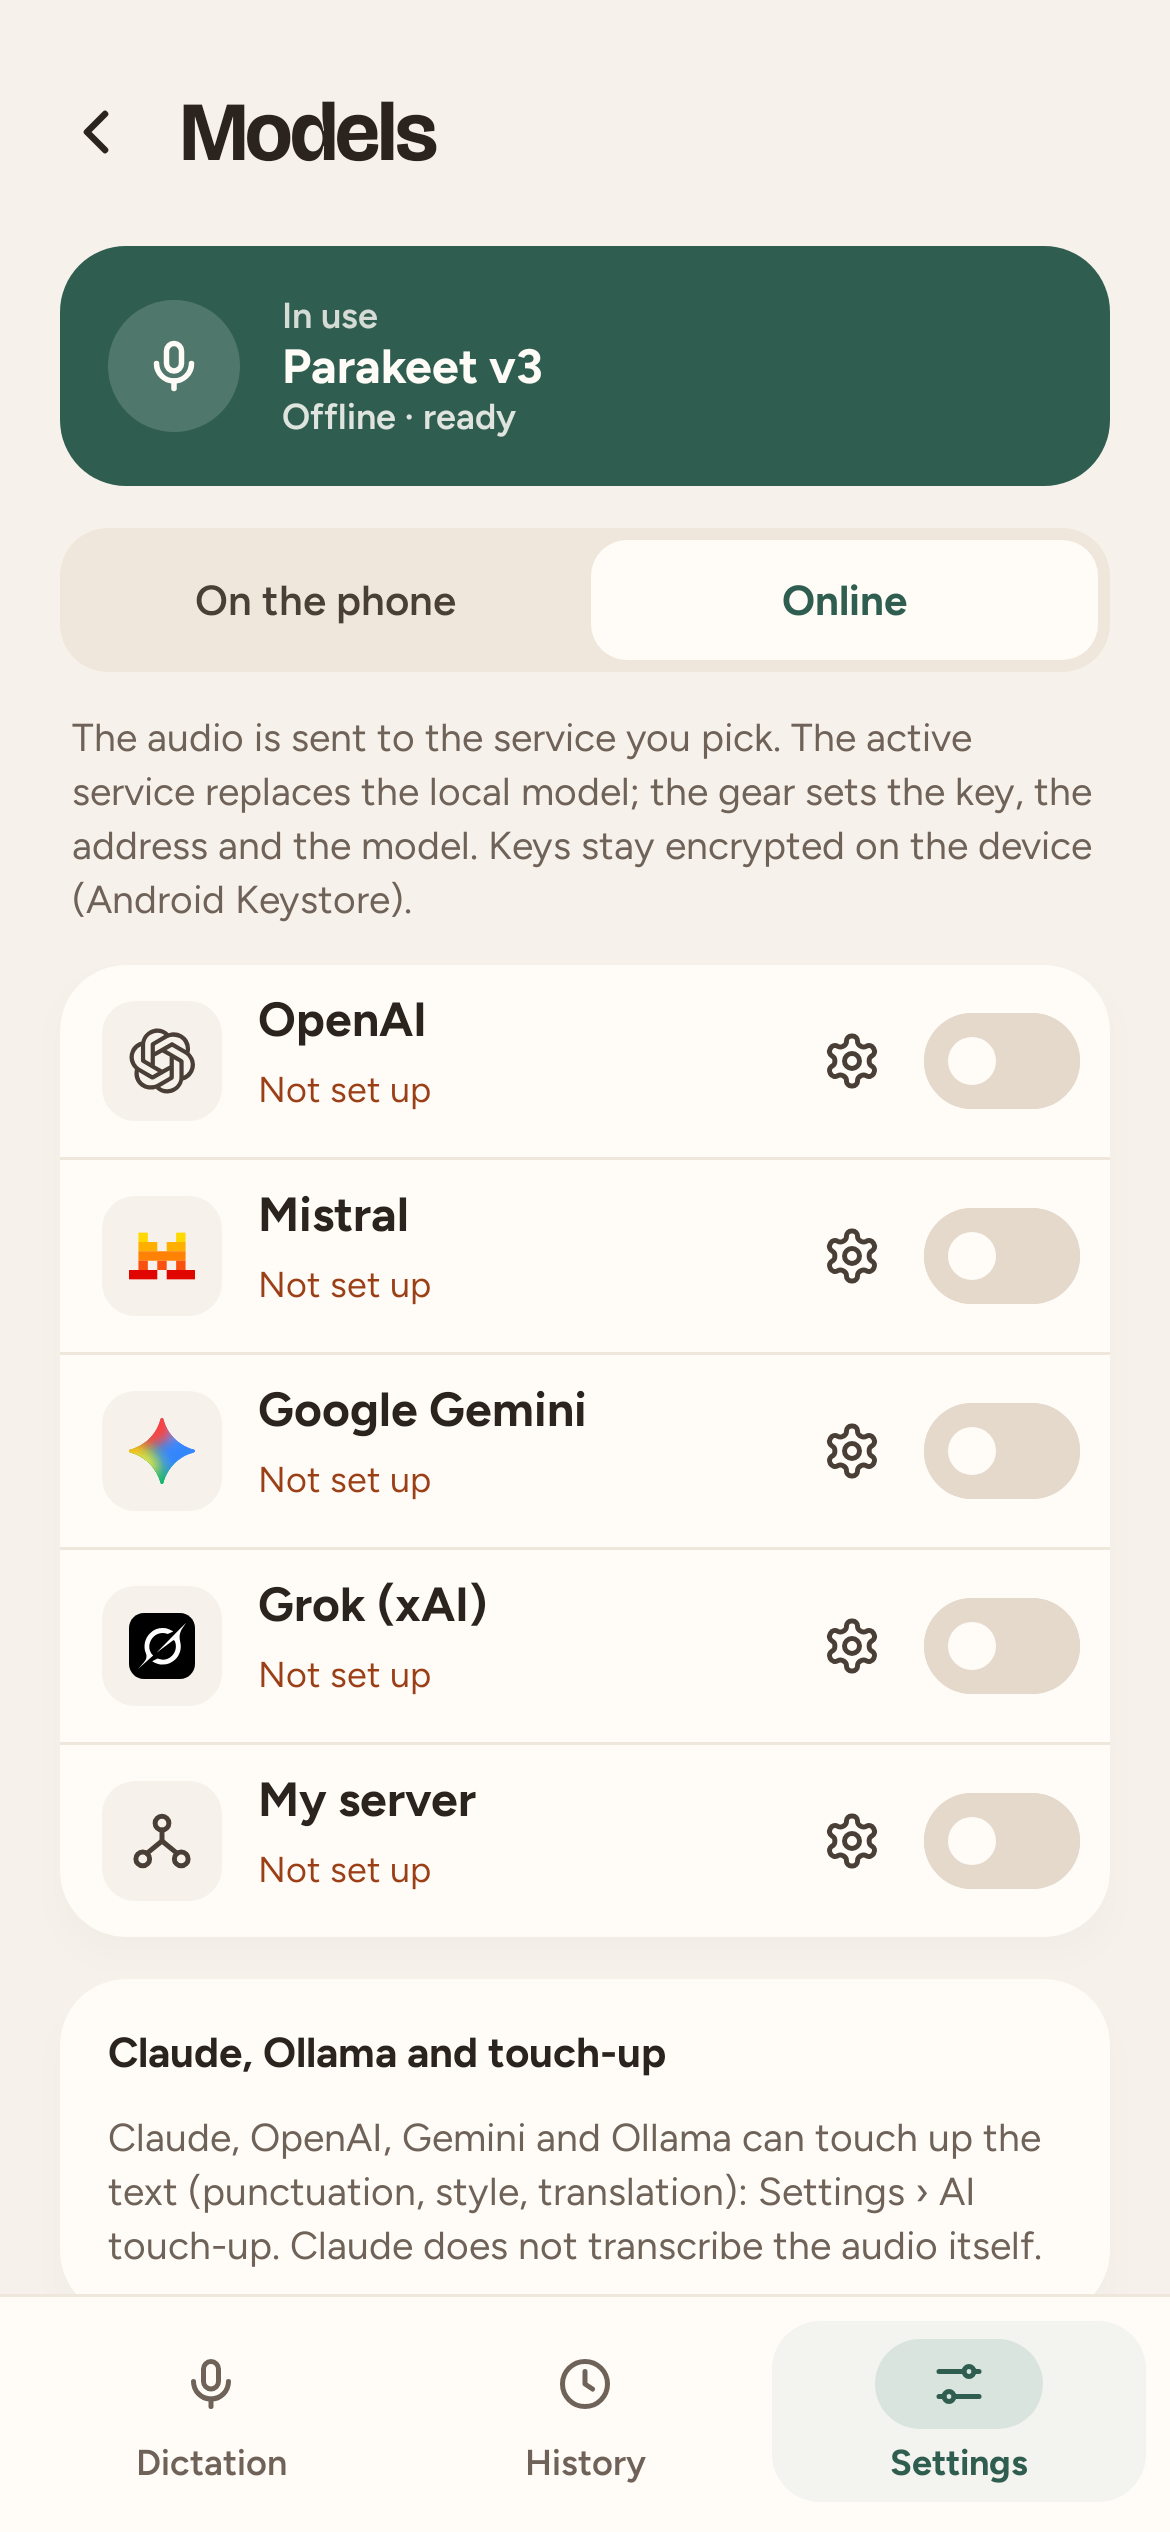 Models
In use
Parakeet v3
Offline · ready
On the phone
Online
The audio is sent to the service you pick. The active
service replaces the local model; the gear sets the key, the
address and the model. Keys stay encrypted on the device
(Android Keystore).
OpenAI
Not set up
Mistral
Not set up
Google Gemini
Not set up
Grok (xAI)
Not set up
My server
Not set up
Claude, Ollama and touch-up
Claude, OpenAI, Gemini and Ollama can touch up the
text (punctuation, style, translation): Settings › AI
touch-up. Claude does not transcribe the audio itself.
Dictation
History
Settings